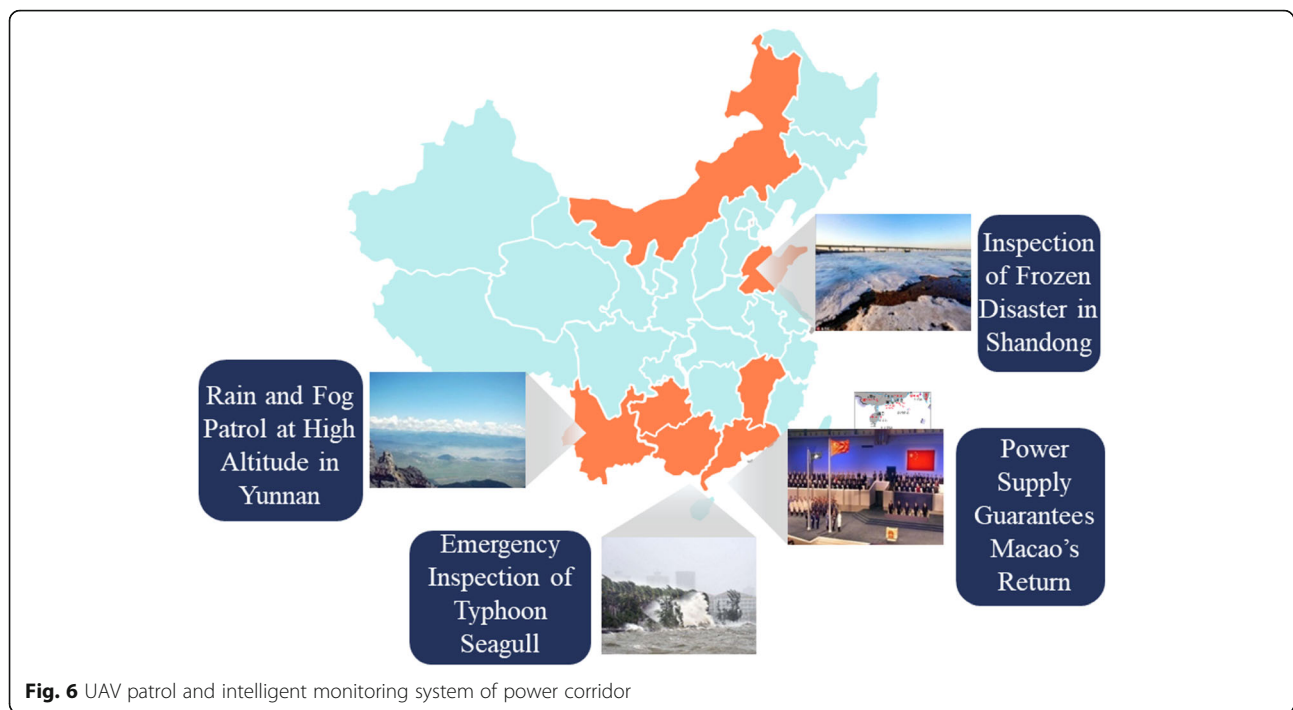 Inspection
of Frozen
Disaster in
Shandong
Rain and Fog
Patrol at High
Altitude in
Yunnan
Power
Supply
Guarantees
Macao's
Return
Emergency
Inspection of
Typhoon
Seagull
Fig. 6 UAV patrol and intelligent monitoring system of power corridor